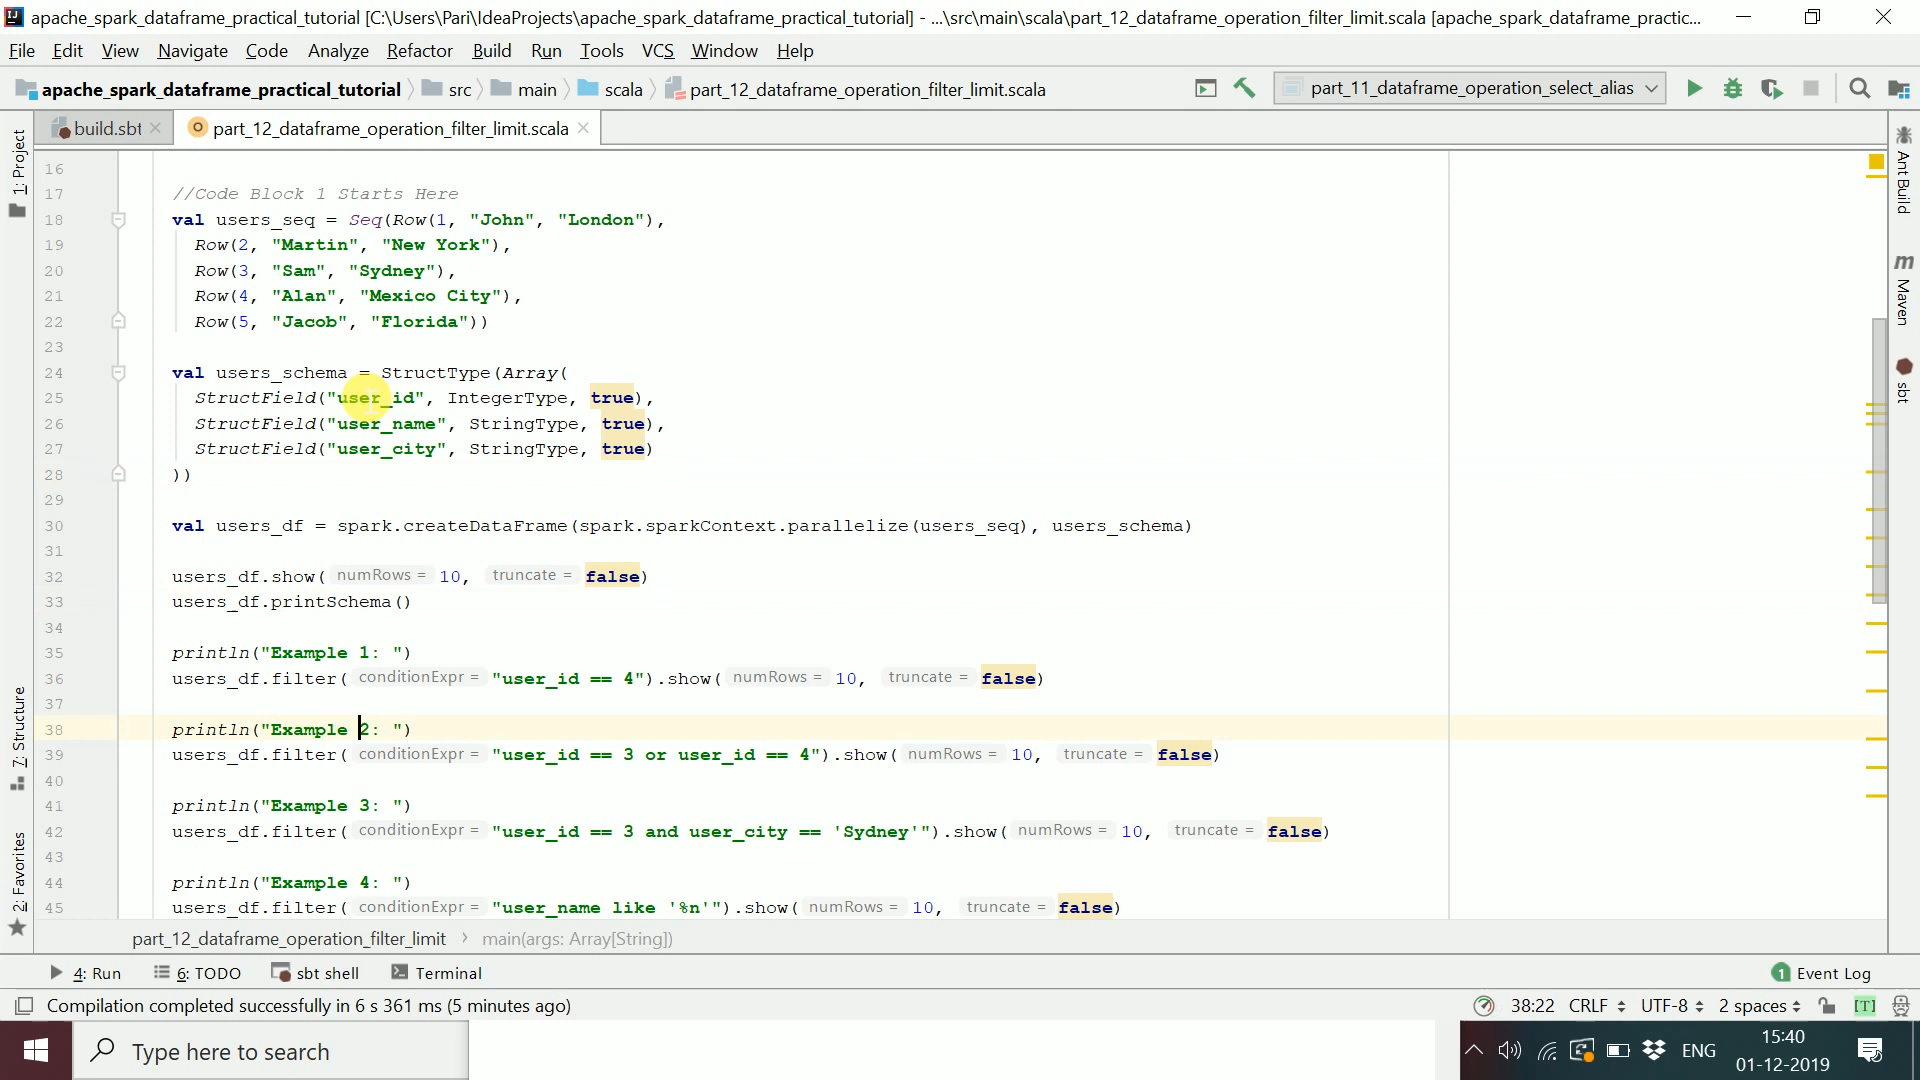 apache_spark_dataframe_practical_tutorial [C:\Users\Pari\IdeaProjects\apache_spark_dataframe_practical_tutorial] - ...\src\main\scala\part_12_dataframe_operation_filter_limit.scala [apache_spark_dataframe_practic...
File Edit View Navigate Code Analyze Refactor Build Run Tools VCS Window Help
apache_spark_dataframe_practical_tutorial src main scala part_12_dataframe_operation_filter_limit.scala part_11_dataframe_operation_select_alias
build.sbt part_12_dataframe_operation_filter_limit.scala
1: Project
7: Structure
2: Favorites
Ant Build
m Maven
sbt
16
17 //Code Block 1 Starts Here
18 val users_seq = Seq(Row(1, "John", "London"),
19 Row(2, "Martin", "New York"),
20 Row(3, "Sam", "Sydney"),
21 Row(4, "Alan", "Mexico City"),
22 Row(5, "Jacob", "Florida"))
23
24 val users_schema = StructType(Array(
25 StructField("user_id", IntegerType, true),
26 StructField("user_name", StringType, true),
27 StructField("user_city", StringType, true)
28 ))
29
30 val users_df = spark.createDataFrame(spark.sparkContext.parallelize(users_seq), users_schema)
31
32 users_df.show( numRows = 10, truncate = false)
33 users_df.printSchema()
34
35 println("Example 1: ")
36 users_df.filter( conditionExpr = "user_id == 4").show( numRows = 10, truncate = false)
37
38 println("Example 2: ")
39 users_df.filter( conditionExpr = "user_id == 3 or user_id == 4").show( numRows = 10, truncate = false)
40
41 println("Example 3: ")
42 users_df.filter( conditionExpr = "user_id == 3 and user_city == 'Sydney'").show( numRows = 10, truncate = false)
43
44 println("Example 4: ")
45 users_df.filter( conditionExpr = "user_name like '%n'").show( numRows = 10, truncate = false)
part_12_dataframe_operation_filter_limit main(args: Array[String])
4: Run 6: TODO sbt shell Terminal 1 Event Log
Compilation completed successfully in 6 s 361 ms (5 minutes ago) 38:22 CRLF UTF-8 2 spaces [T]
Type here to search ENG 15:40
01-12-2019